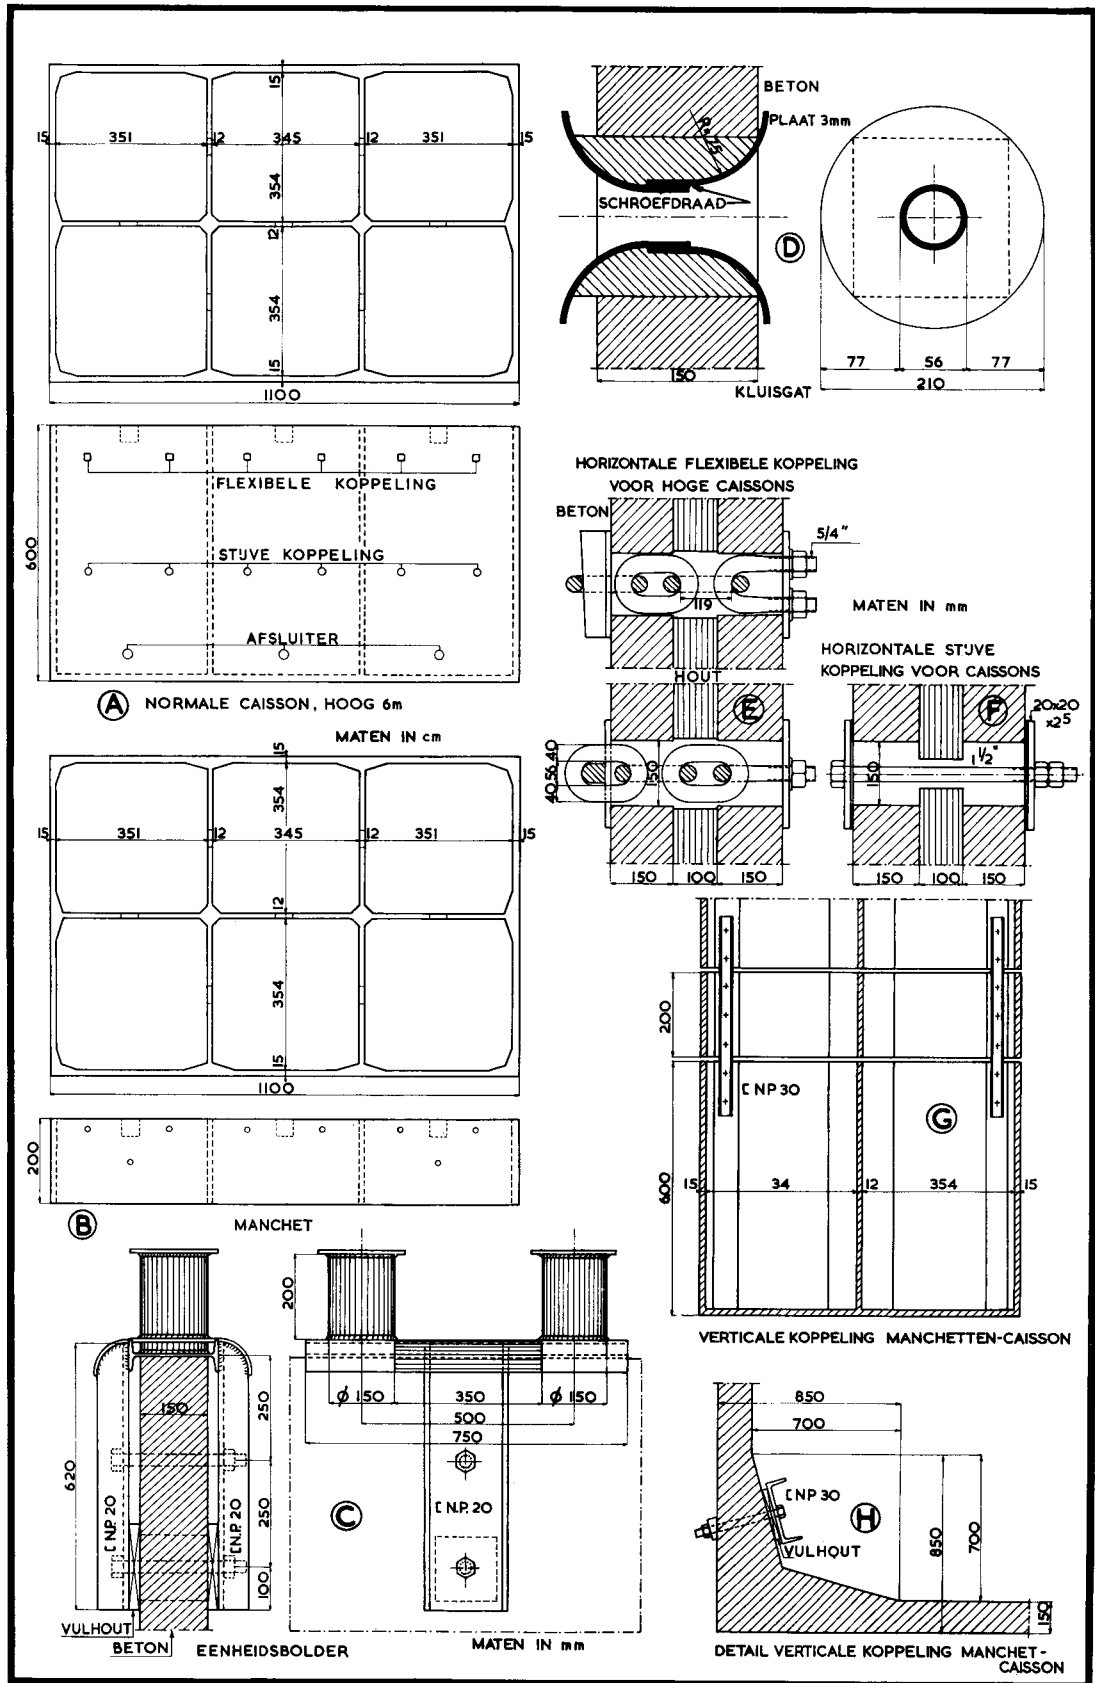 15
15 351 12 345 12 351 15
354
12
354
15
1100
600
FLEXIBELE KOPPELING
STIJVE KOPPELING
AFSLUITER
A NORMALE CAISSON, HOOG 6m
MATEN IN cm
15
354
15 351 12 345 12 351 15
12
354
15
1100
200
B MANCHET
BETON
PLAAT 3mm
R=75
SCHROEFDRAAD
D
150
KLUISGAT
77 56 77
210
HORIZONTALE FLEXIBELE KOPPELING
VOOR HOGE CAISSONS
BETON
5/4"
119
MATEN IN mm
HOUT
E
40 56 40
150
150 100 150
HORIZONTALE STIJVE
KOPPELING VOOR CAISSONS
F
20x20
x25
1 1/2"
150
150 100 150
200
[ NP 30
G
600
15 34 12 354 15
VERTICALE KOPPELING MANCHETTEN-CAISSON
620
150
250
250
100
[ N.P. 20
[ N.P. 20
VULHOUT
BETON
EENHEIDSBOLDER
200
ϕ 150 350 ϕ 150
500
750
C
[ N.P. 20
MATEN IN mm
850
700
[ NP 30
H
VULHOUT
850
700
150
DETAIL VERTICALE KOPPELING MANCHET-
CAISSON